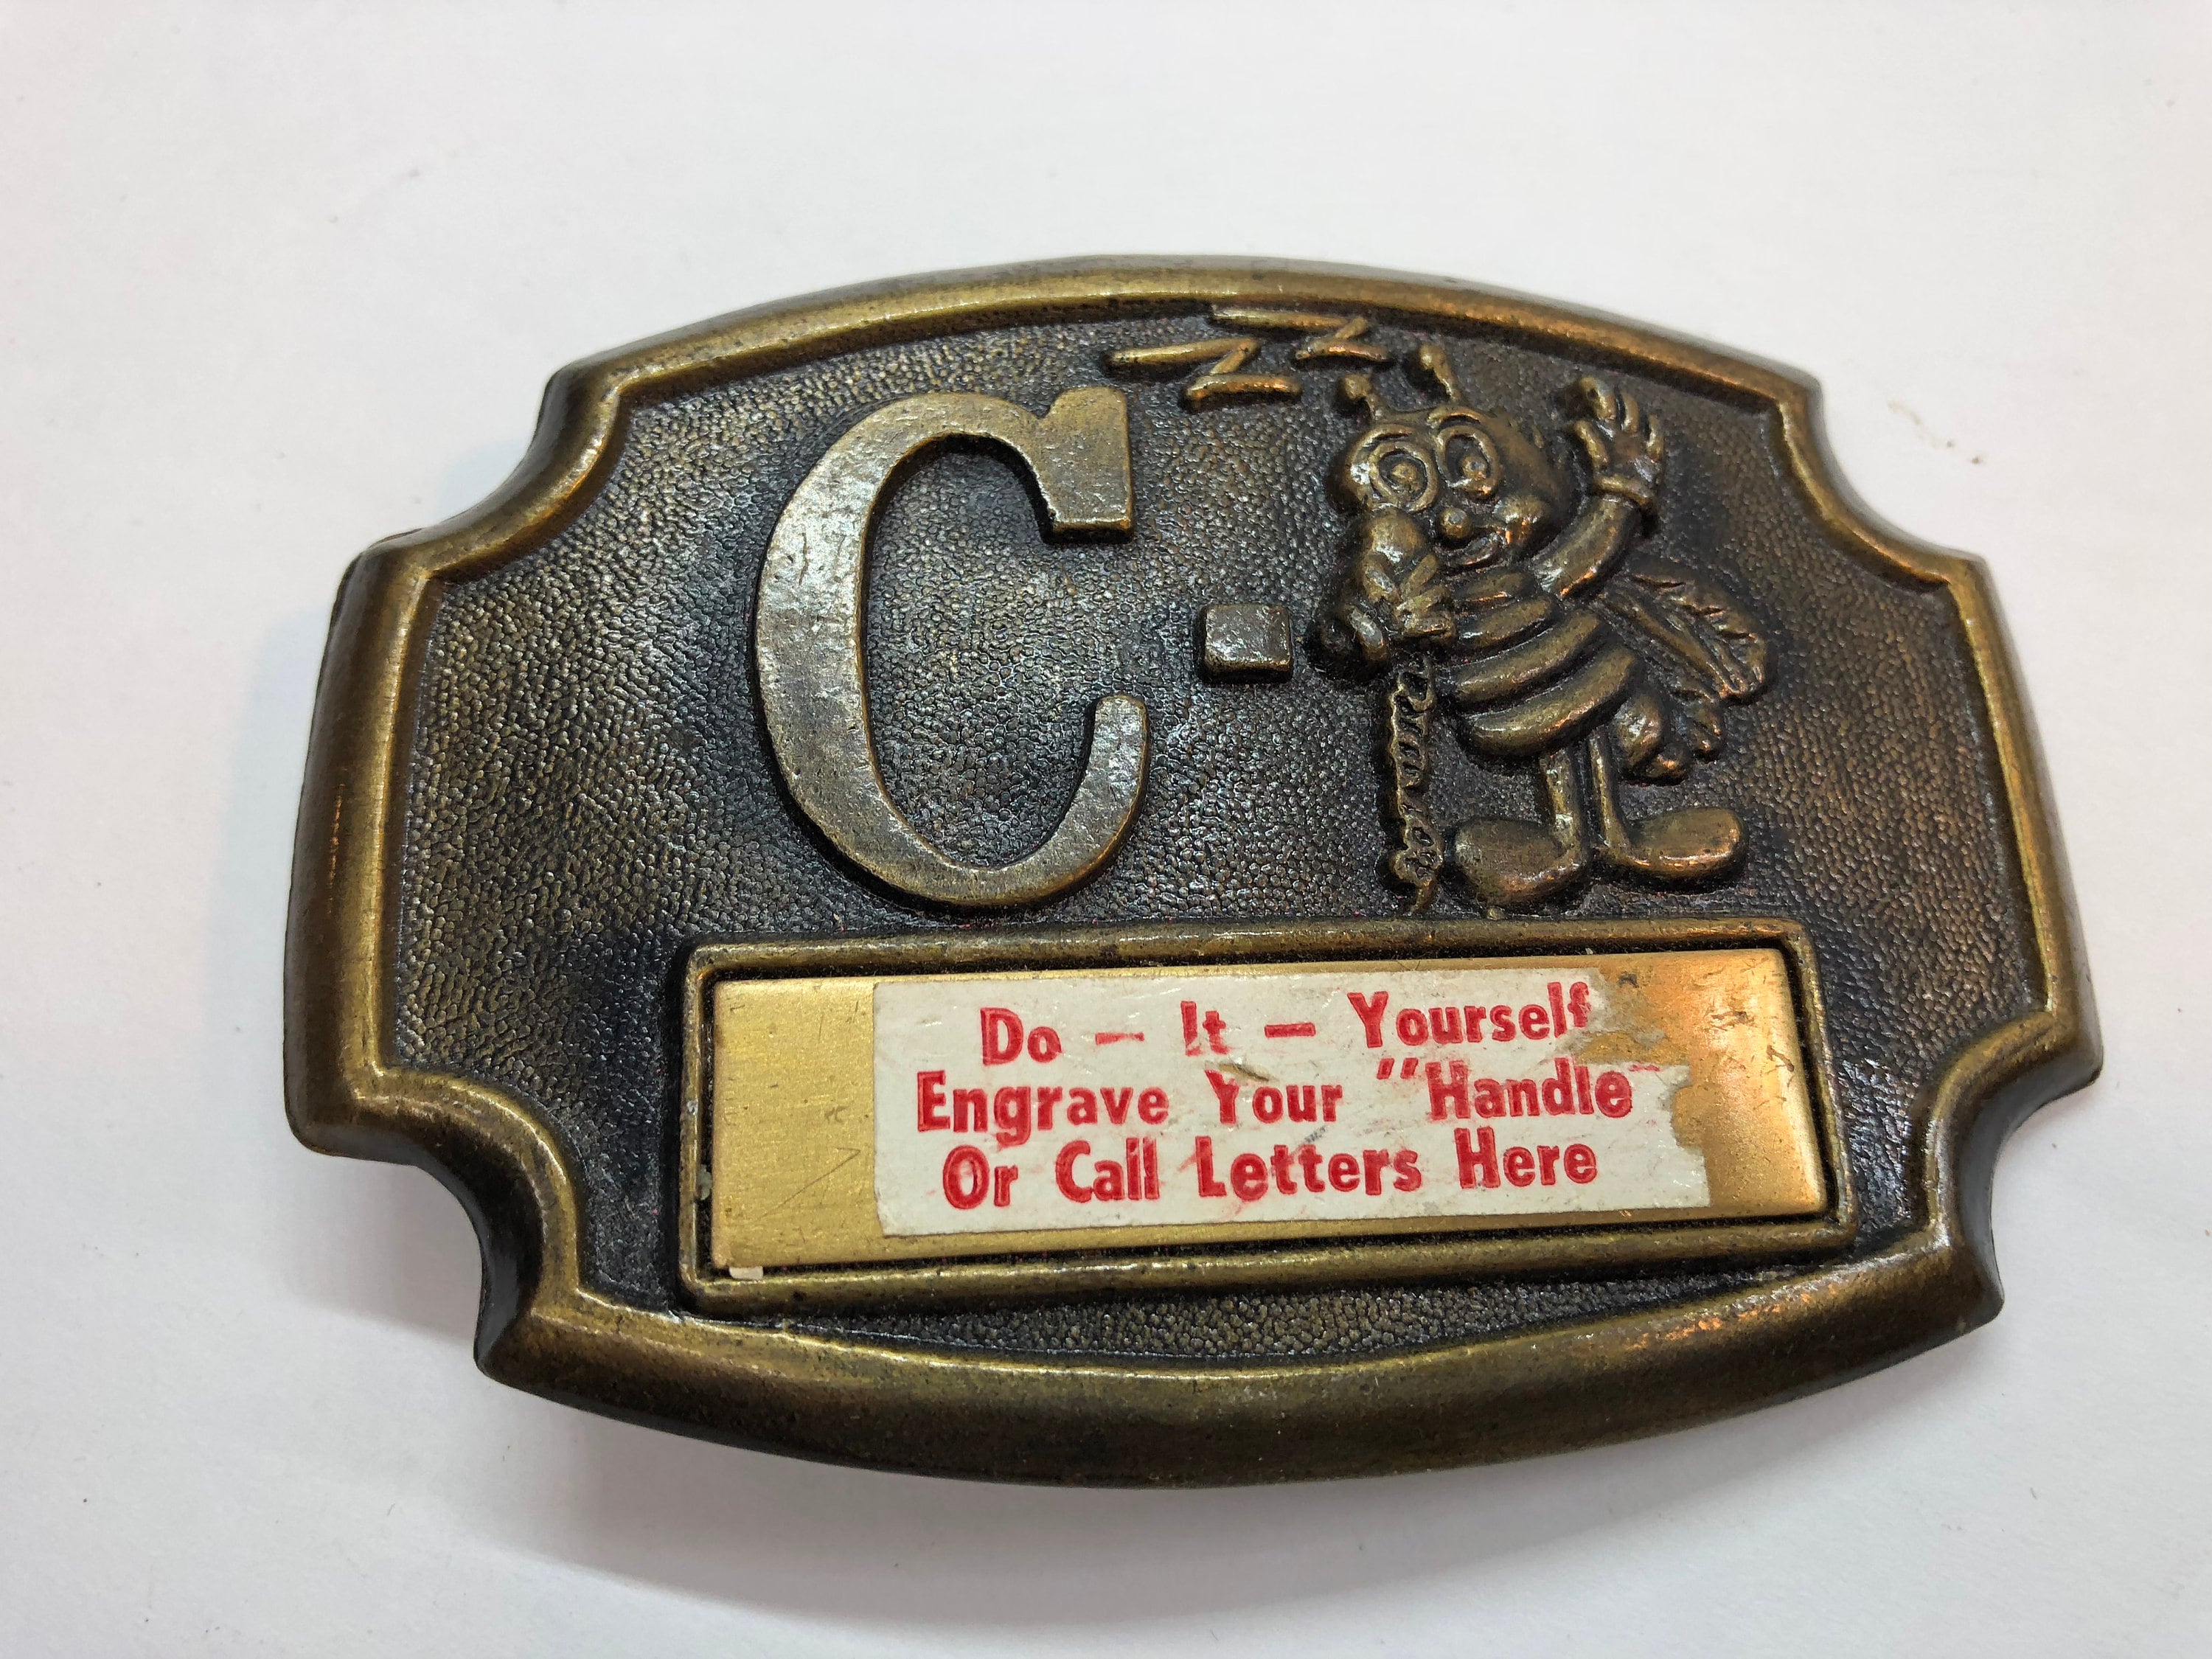 C-
Do - It - Yourself
Engrave Your "Handle"
Or Call Letters Here